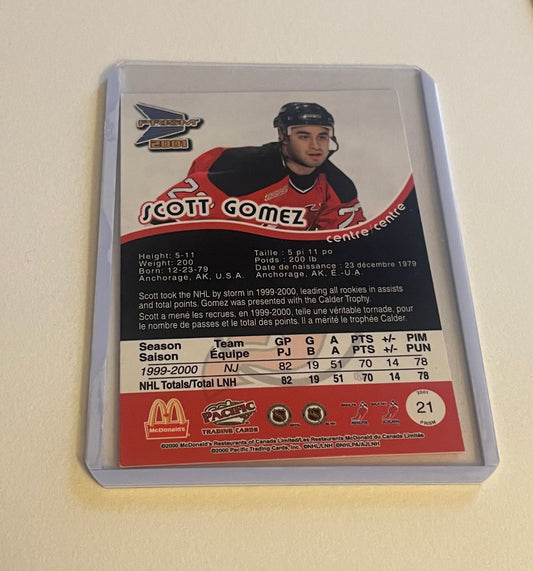 PRISM
2001
SCOTT GOMEZ
centre/centre
Height: 5-11
Weight: 200
Born: 12-23-79
Anchorage, AK, U.S.A.
Taille : 5 pi 11 po
Poids : 200 lb
Date de naissance : 23 décembre 1979
Anchorage, AK, É.-U.A.
Scott took the NHL by storm in 1999-2000, leading all rookies in assists
and total points. Gomez was presented with the Calder Trophy.
Scott a mené les recrues, en 1999-2000, telle une véritable tornade, pour
le nombre de passes et le total des points. Il a mérité le trophée Calder.
Season Team GP G A PTS +/- PIM
Saison Équipe PJ B A PTS +/- PUN
1999-2000 NJ 82 19 51 70 14 78
NHL Totals/Total LNH 82 19 51 70 14 78
McDonald's
PACIFIC
TRADING CARDS
2001
21
PRISM
©2000 McDonald's Restaurants of Canada Limited/Les Restaurants McDonald du Canada Limitée
©2000 Pacific Trading Cards, Inc. ©NHL/LNH ©NHLPA/AJLNH